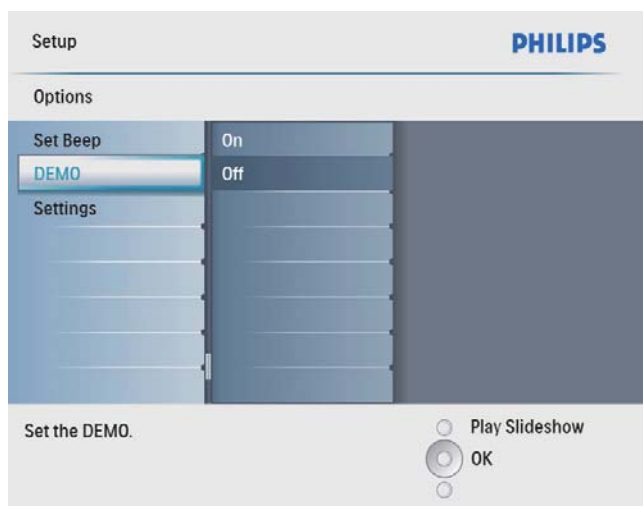 Setup
PHILIPS
Options
Set Beep
On
DEMO
Off
Settings
Set the DEMO.
Play Slideshow
OK